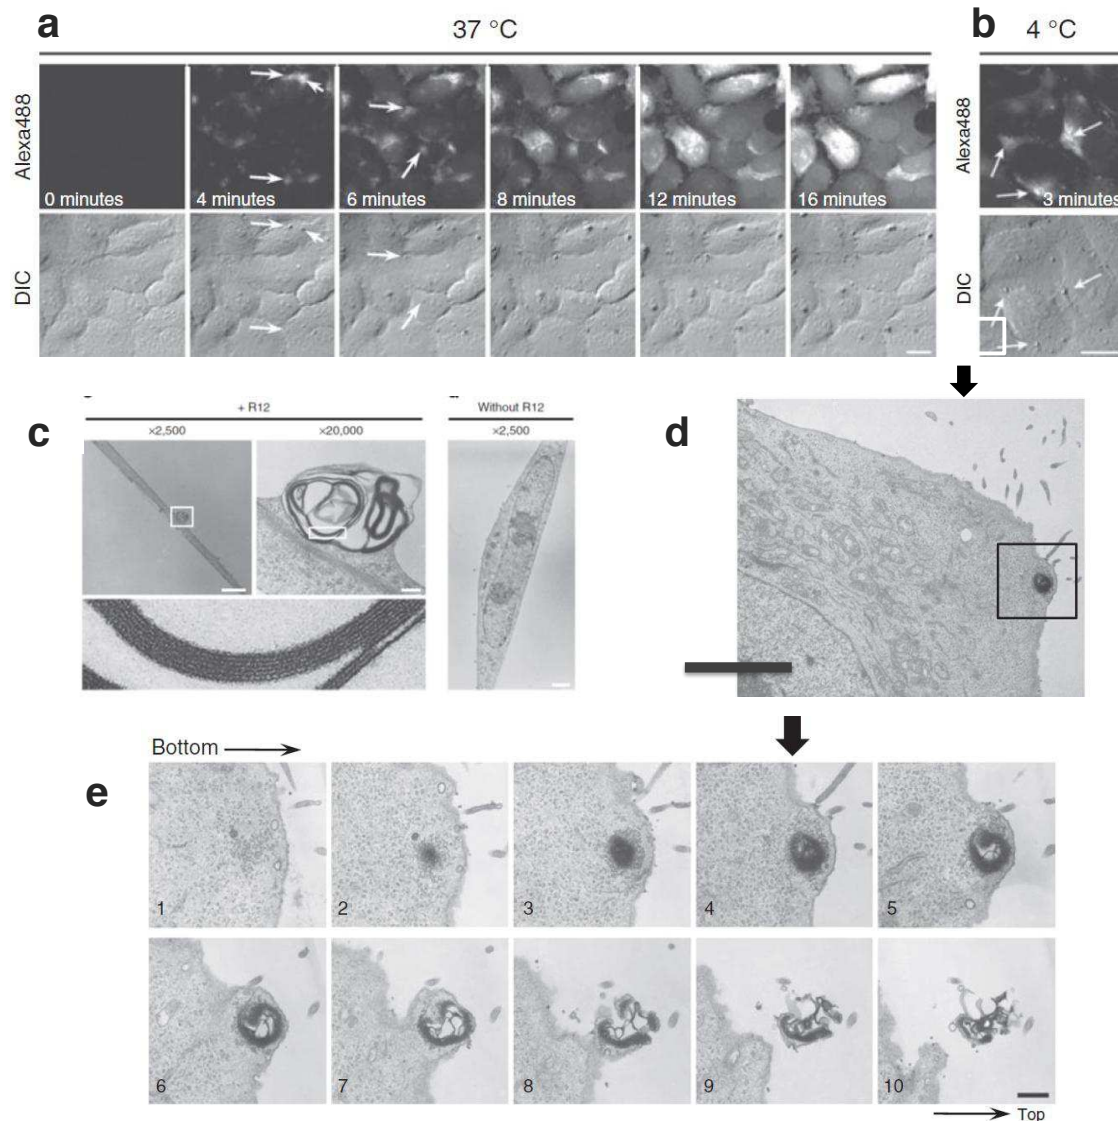 a
37 °C
b
4 °C
Alexa488
0 minutes
4 minutes
6 minutes
8 minutes
12 minutes
16 minutes
Alexa488
3 minutes
DIC
DIC
c
+ R12
×2,500
×20,000
Without R12
×2,500
d
Bottom
e
1
2
3
4
5
6
7
8
9
10
Top